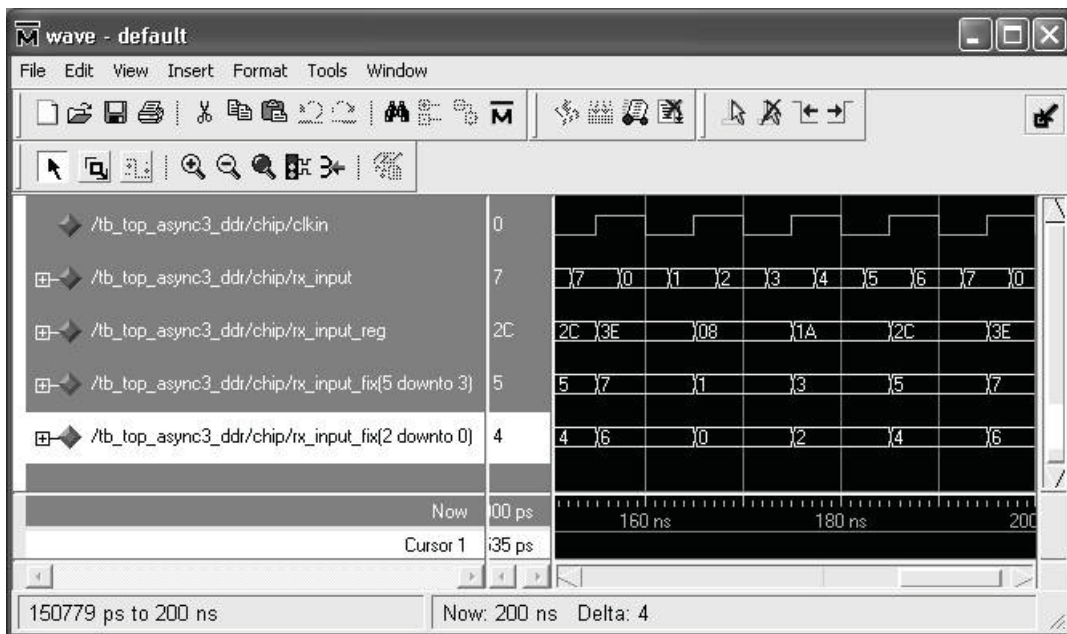 wave - default
File Edit View Insert Format Tools Window
/tb_top_async3_ddr/chip/clkin 0
/tb_top_async3_ddr/chip/rx_input 7 7 0 1 2 3 4 5 6 7 0
/tb_top_async3_ddr/chip/rx_input_reg 2C 2C 3E 08 1A 2C 3E
/tb_top_async3_ddr/chip/rx_input_fix(5 downto 3) 5 5 7 1 3 5 7
/tb_top_async3_ddr/chip/rx_input_fix(2 downto 0) 4 4 6 0 2 4 6
Now 00 ps 160 ns 180 ns 200
Cursor 1 35 ps
150779 ps to 200 ns Now: 200 ns Delta: 4